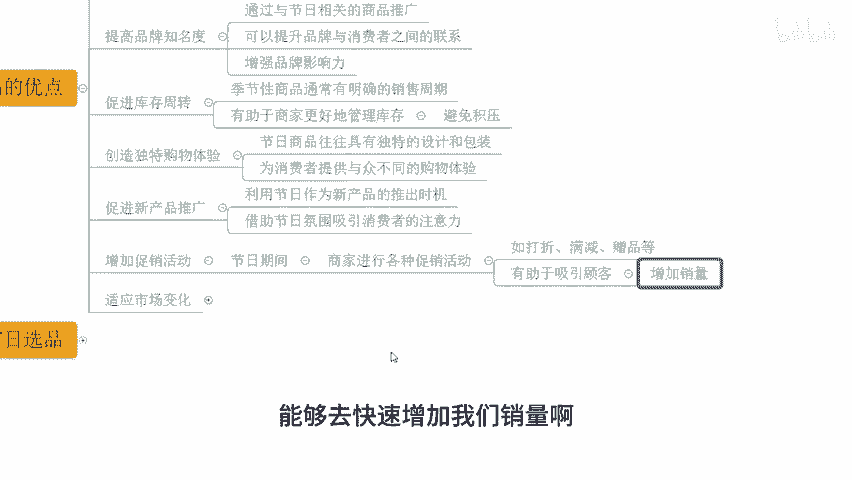 通过与节日相关的商品推广
提高品牌知名度
可以提升品牌与消费者之间的联系
增强品牌影响力
的优点
季节性商品通常有明确的销售周期
促进库存周转
有助于商家更好地管理库存 避免积压
节日商品往往具有独特的设计和包装
创造独特购物体验
为消费者提供与众不同的购物体验
利用节日作为新产品的推出时机
促进新产品推广
借助节日氛围吸引消费者的注意力
如打折、满减、赠品等
增加促销活动 节日期间 商家进行各种促销活动
有助于吸引顾客 增加销量
适应市场变化
日选品
能够去快速增加我们销量啊